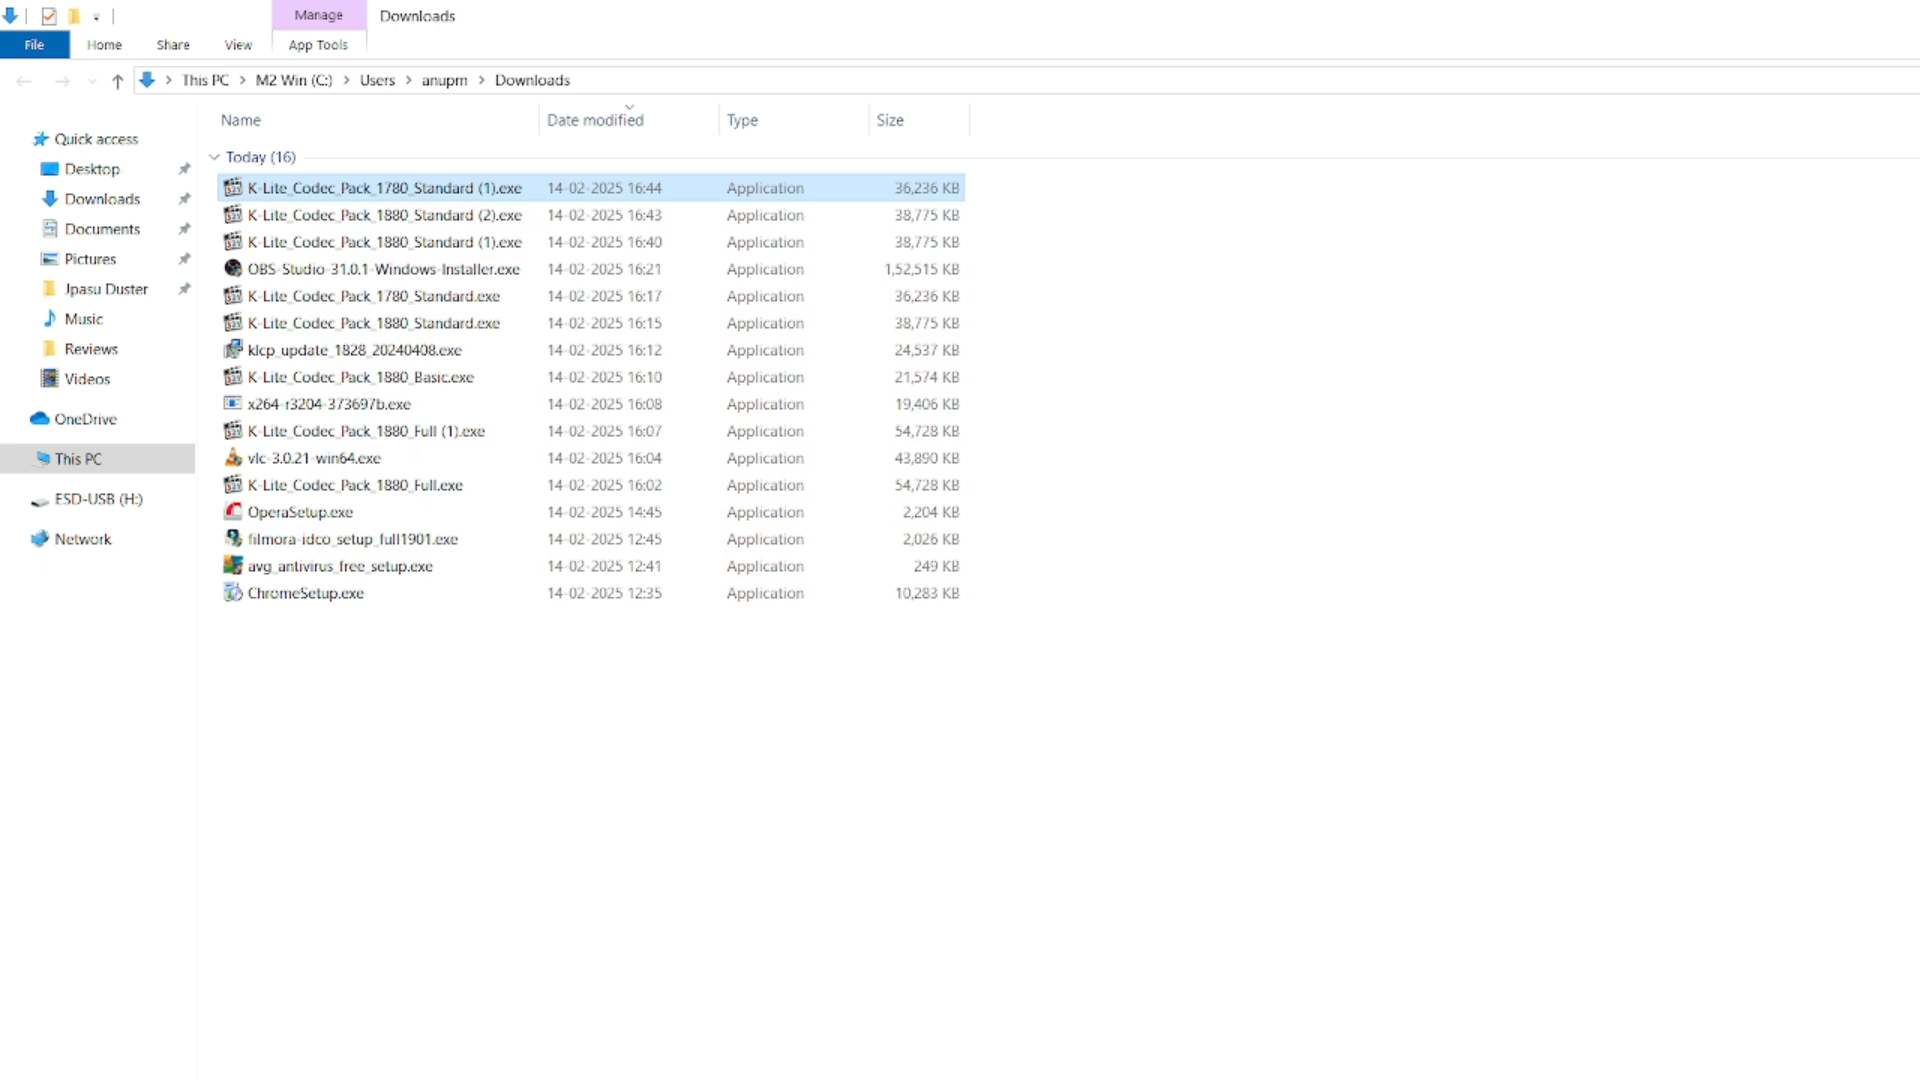 Manage Downloads
File Home Share View App Tools
This PC > M2 Win (C:) > Users > anupm > Downloads
Name Date modified Type Size
Quick access
Desktop
Downloads
Documents
Pictures
Jpasu Duster
Music
Reviews
Videos
OneDrive
This PC
ESD-USB (H:)
Network
Today (16)
K-Lite_Codec_Pack_1780_Standard (1).exe 14-02-2025 16:44 Application 36,236 KB
K-Lite_Codec_Pack_1880_Standard (2).exe 14-02-2025 16:43 Application 38,775 KB
K-Lite_Codec_Pack_1880_Standard (1).exe 14-02-2025 16:40 Application 38,775 KB
OBS-Studio-31.0.1-Windows-Installer.exe 14-02-2025 16:21 Application 1,52,515 KB
K-Lite_Codec_Pack_1780_Standard.exe 14-02-2025 16:17 Application 36,236 KB
K-Lite_Codec_Pack_1880_Standard.exe 14-02-2025 16:15 Application 38,775 KB
klcp_update_1828_20240408.exe 14-02-2025 16:12 Application 24,537 KB
K-Lite_Codec_Pack_1880_Basic.exe 14-02-2025 16:10 Application 21,574 KB
x264-r3204-373697b.exe 14-02-2025 16:08 Application 19,406 KB
K-Lite_Codec_Pack_1880_Full (1).exe 14-02-2025 16:07 Application 54,728 KB
vlc-3.0.21-win64.exe 14-02-2025 16:04 Application 43,890 KB
K-Lite_Codec_Pack_1880_Full.exe 14-02-2025 16:02 Application 54,728 KB
OperaSetup.exe 14-02-2025 14:45 Application 2,204 KB
filmora-idco_setup_full1901.exe 14-02-2025 12:45 Application 2,026 KB
avg_antivirus_free_setup.exe 14-02-2025 12:41 Application 249 KB
ChromeSetup.exe 14-02-2025 12:35 Application 10,283 KB